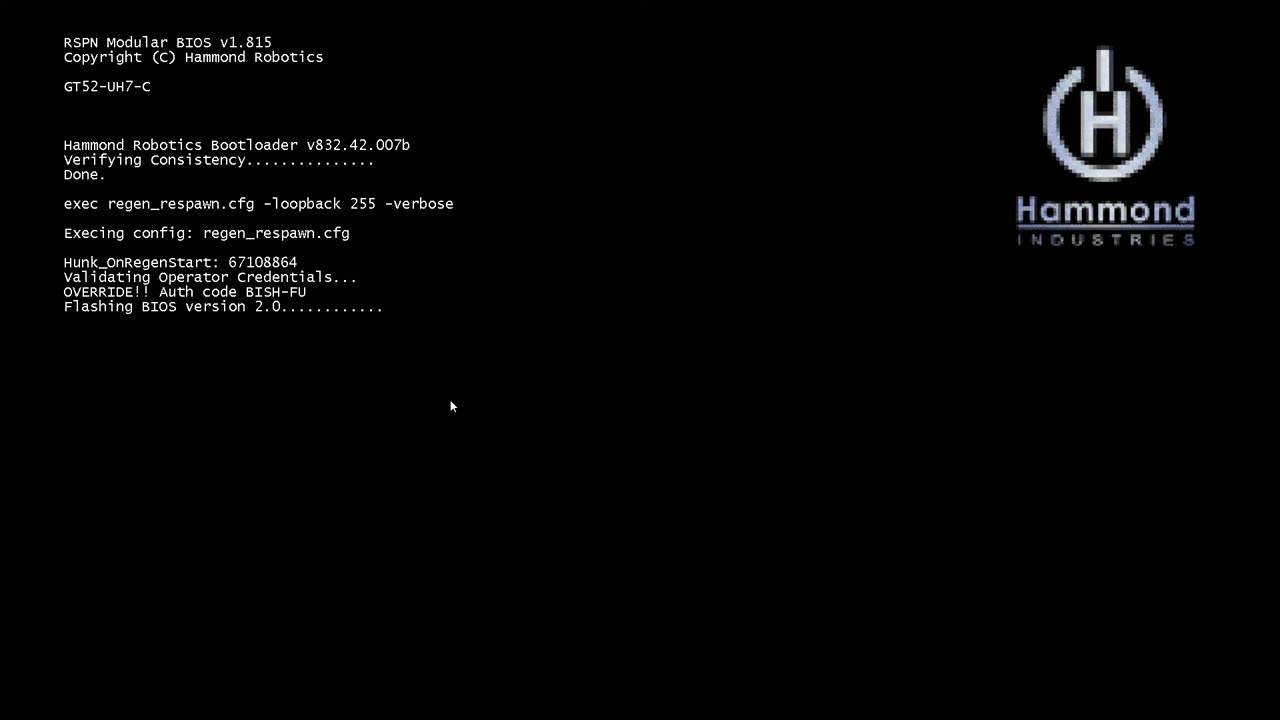 RSPN Modular BIOS v1.815
Copyright (C) Hammond Robotics
GT52-UH7-C
Hammond Robotics Bootloader v832.42.007b
Verifying Consistency...............
Done.
exec regen_respawn.cfg -loopback 255 -verbose
Execing config: regen_respawn.cfg
Hunk_OnRegenStart: 67108864
Validating Operator Credentials...
OVERRIDE!! Auth code BISH-FU
Flashing BIOS version 2.0............
H
Hammond
INDUSTRIES